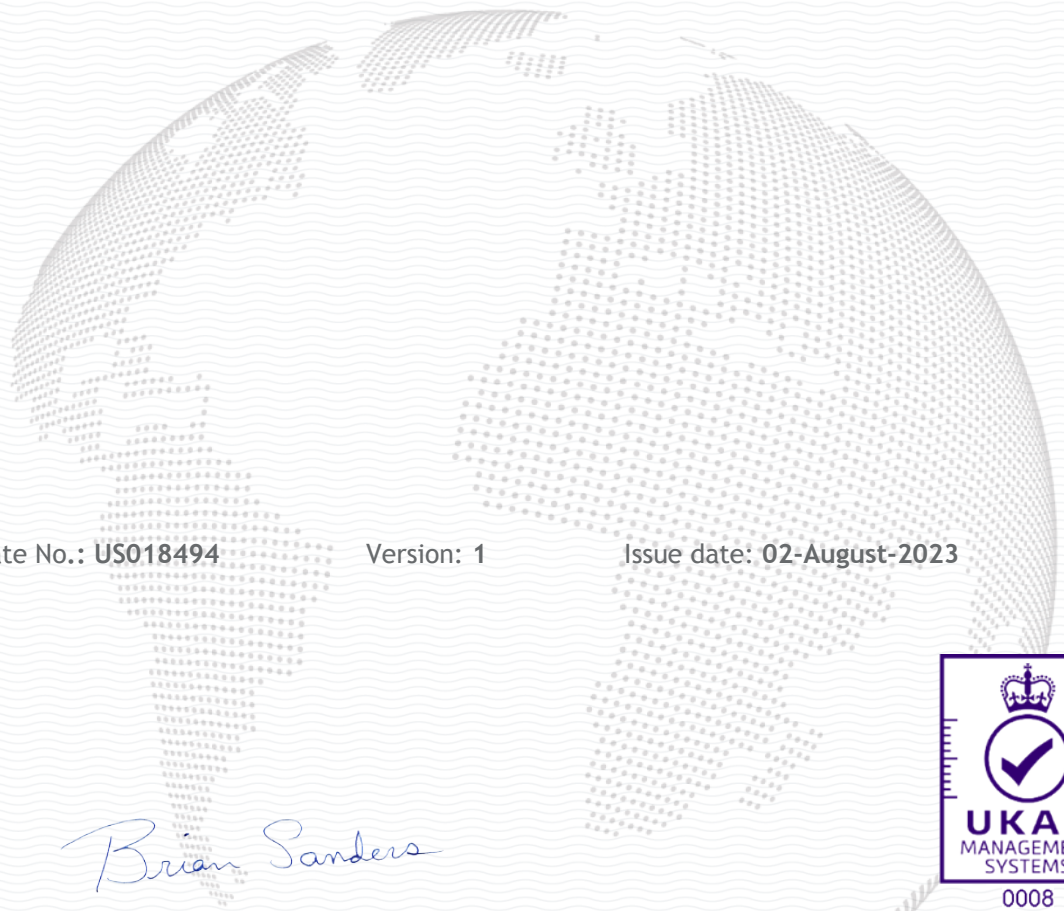 te No.: US018494 Version: 1 Issue date: 02-August-2023
Brian Sanders
UKA
MANAGEME
SYSTEMS
0008